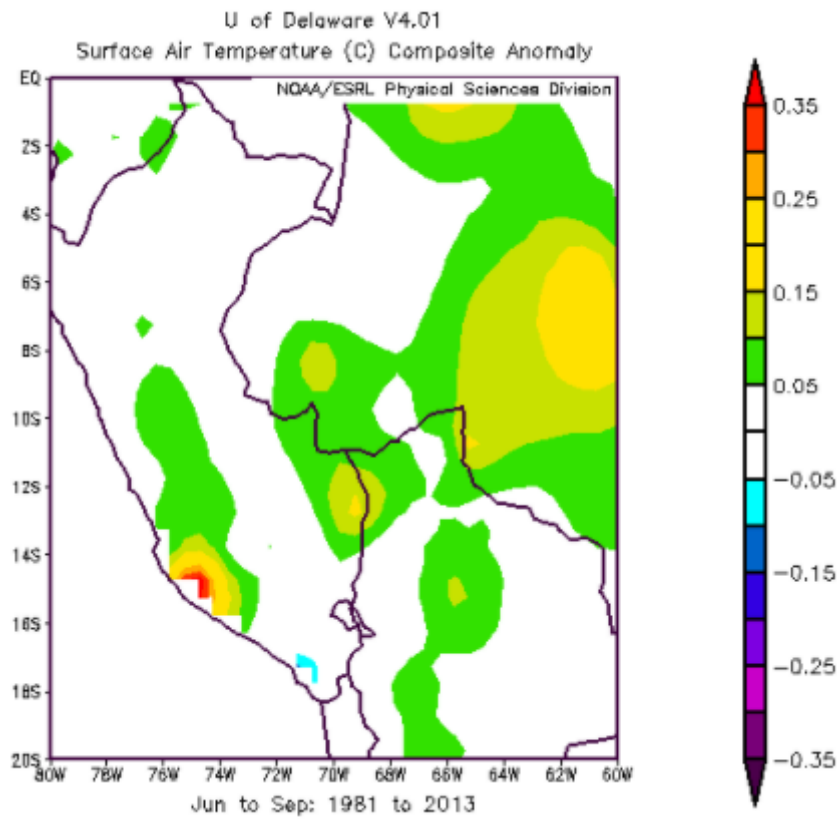 U of Delaware V4.01
Surface Air Temperature (C) Composite Anomaly
NOAA/ESRL Physical Sciences Division
EQ
2S
4S
6S
8S
10S
12S
14S
16S
18S
20S
80W 78W 76W 74W 72W 70W 68W 66W 64W 62W 60W
Jun to Sep: 1981 to 2013
0.35
0.25
0.15
0.05
-0.05
-0.15
-0.25
-0.35